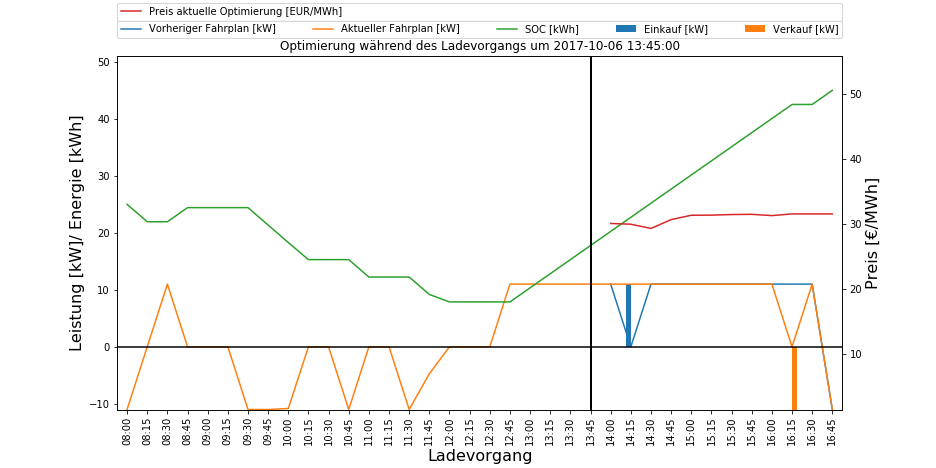 Preis aktuelle Optimierung [EUR/MWh]
Vorheriger Fahrplan [kW] Aktueller Fahrplan [kW] SOC [kWh] Einkauf [kW] Verkauf [kW]
Optimierung während des Ladevorgangs um 2017-10-06 13:45:00
Leistung [kW]/ Energie [kWh]
50
40
30
20
10
0
−10
50
40
30
20
10
Preis [€/MWh]
08:00 08:15 08:30 08:45 09:00 09:15 09:30 09:45 10:00 10:15 10:30 10:45 11:00 11:15 11:30 11:45 12:00 12:15 12:30 12:45 13:00 13:15 13:30 13:45 14:00 14:15 14:30 14:45 15:00 15:15 15:30 15:45 16:00 16:15 16:30 16:45
Ladevorgang